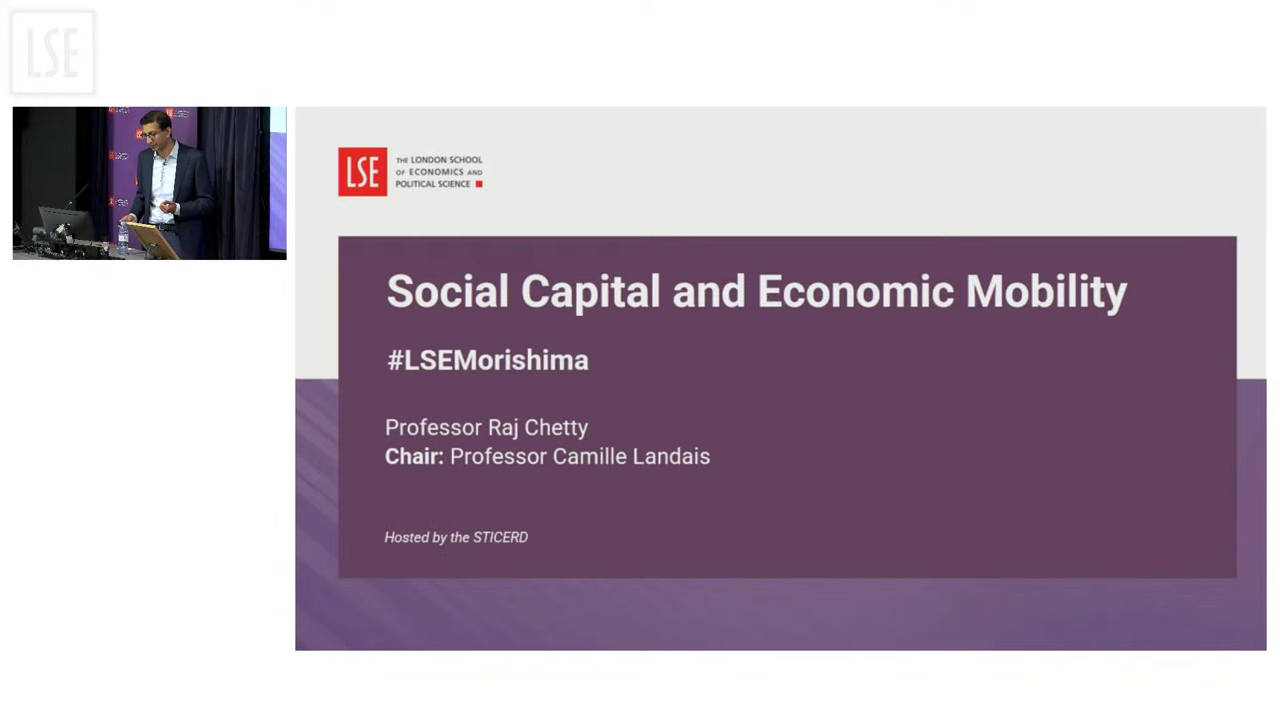 LSE
LSE
THE LONDON SCHOOL
OF ECONOMICS AND
POLITICAL SCIENCE
Social Capital and Economic Mobility
#LSEMorishima
Professor Raj Chetty
Chair: Professor Camille Landais
Hosted by the STICERD